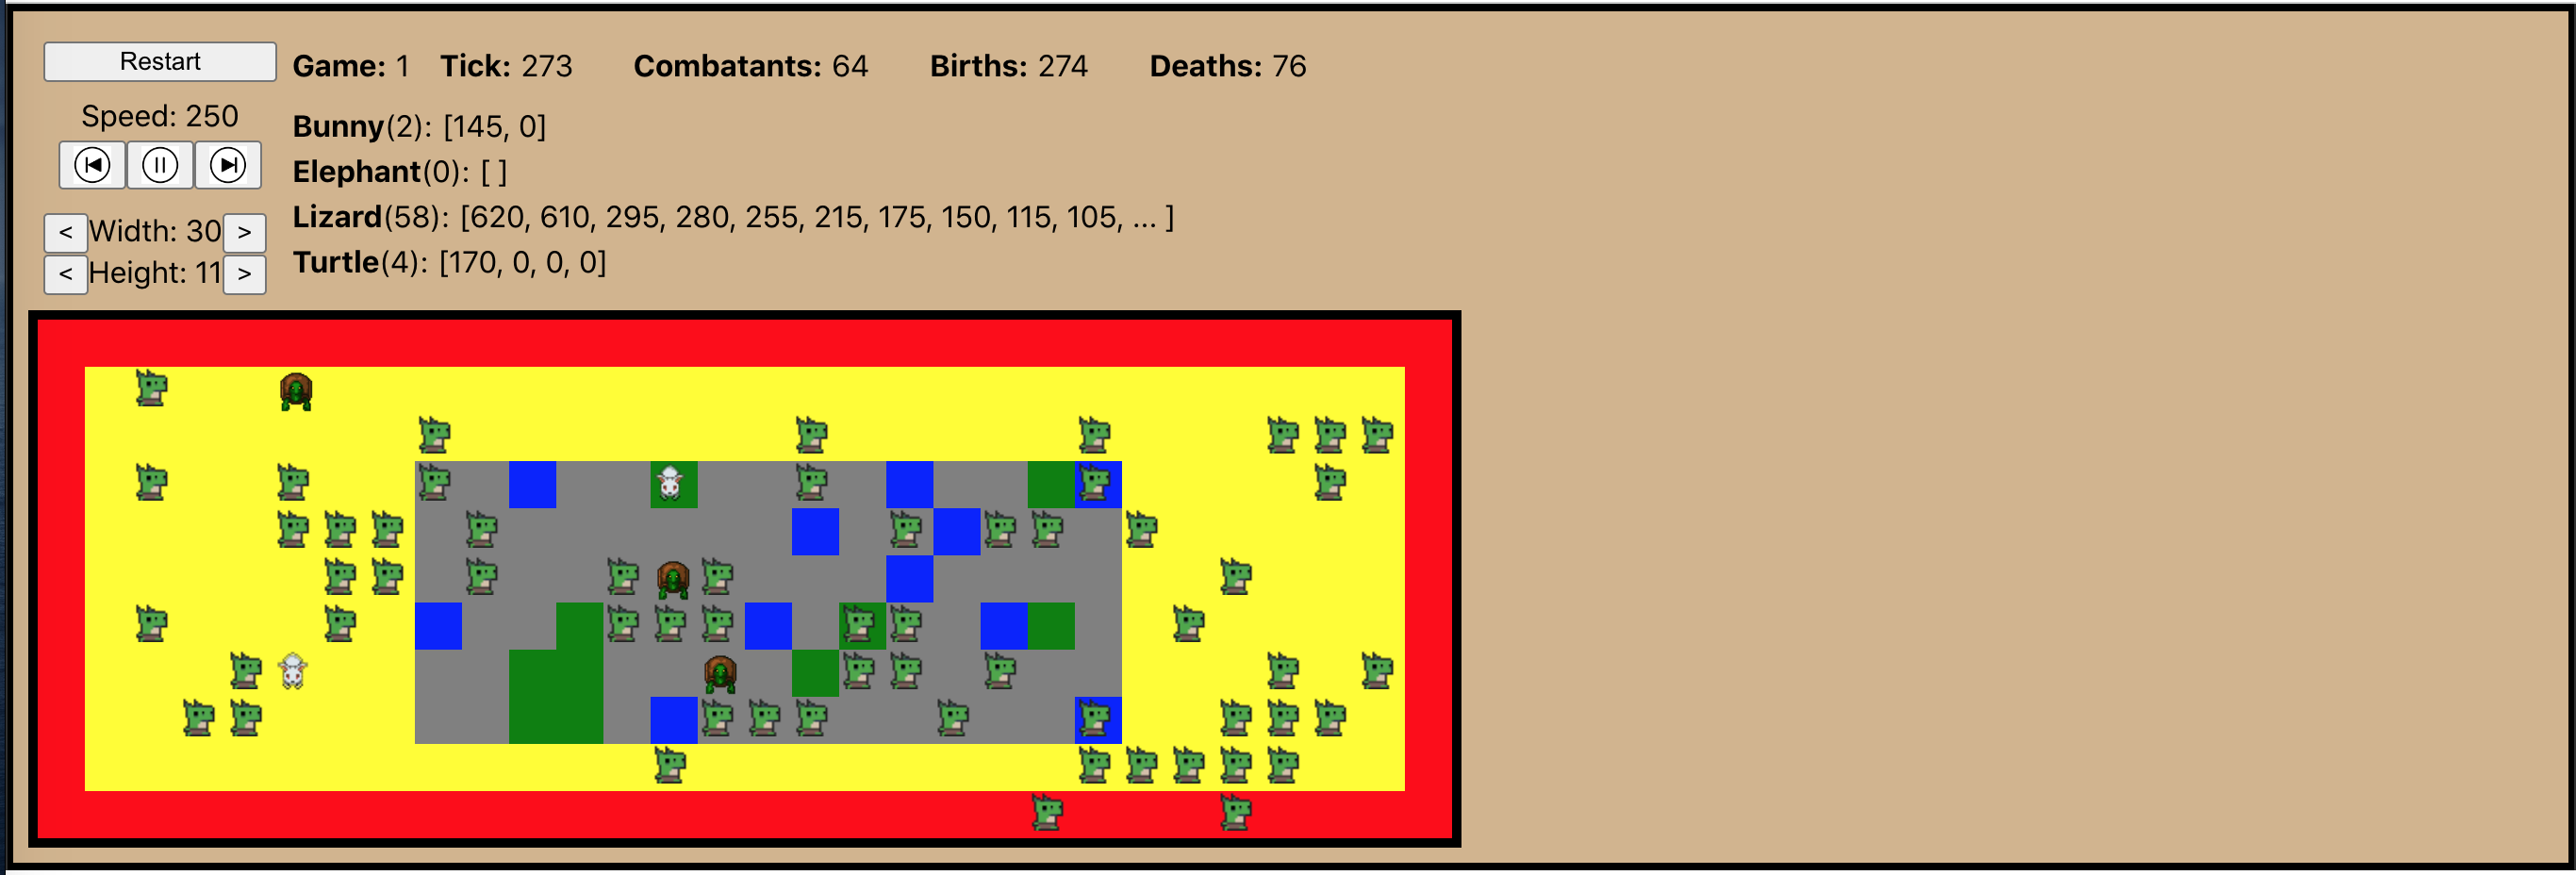 Restart
Game: 1 Tick: 273 Combatants: 64 Births: 274 Deaths: 76
Speed: 250
Bunny(2): [145, 0]
Elephant(0): [ ]
Lizard(58): [620, 610, 295, 280, 255, 215, 175, 150, 115, 105, ... ]
Turtle(4): [170, 0, 0, 0]
< Width: 30 >
< Height: 11 >